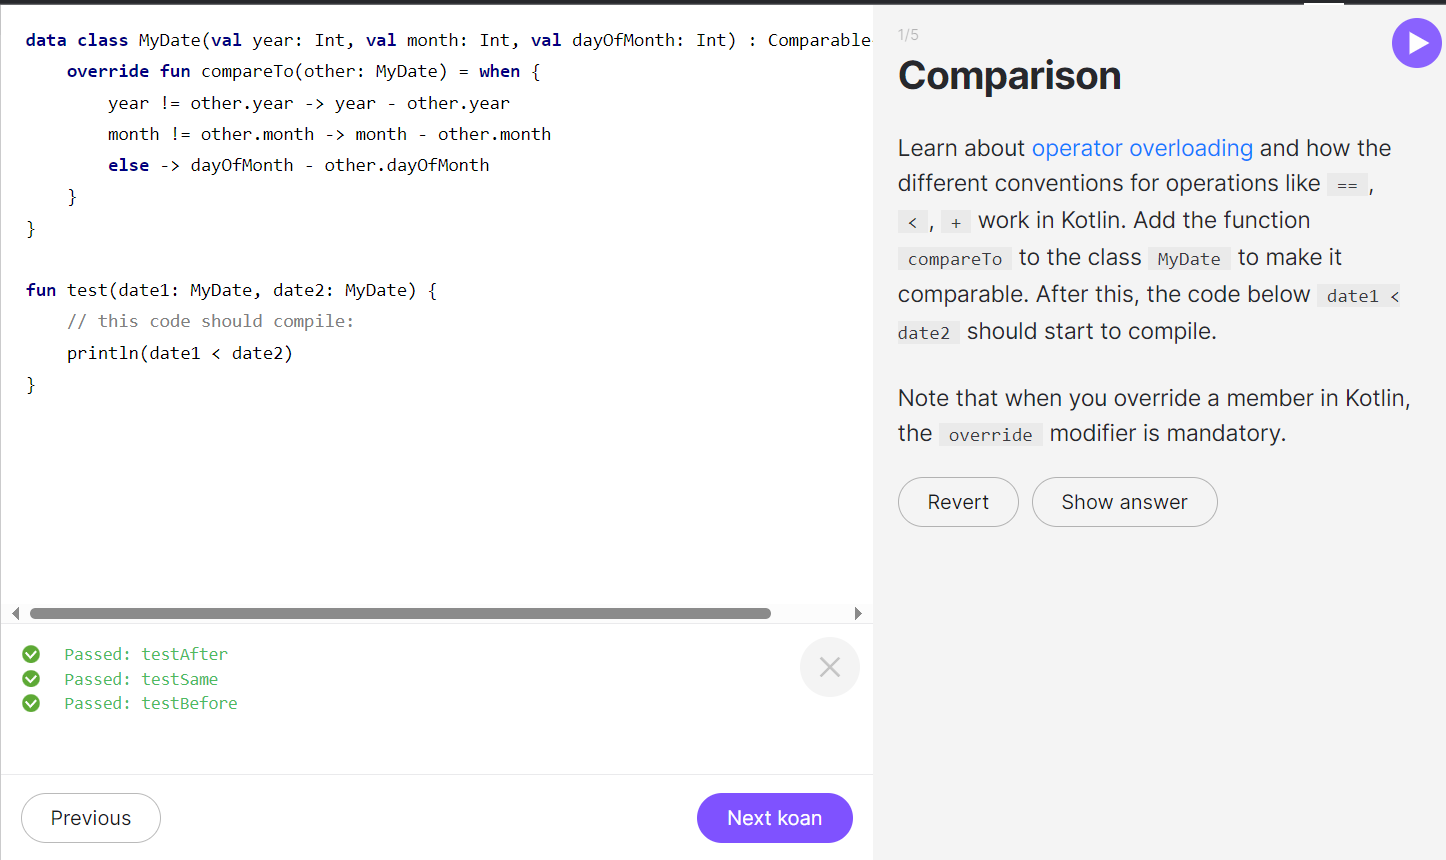 data class MyDate(val year: Int, val month: Int, val dayOfMonth: Int) : Comparable
override fun compareTo(other: MyDate) = when {
year != other.year -> year - other.year
month != other.month -> month - other.month
else -> dayOfMonth - other.dayOfMonth
}
}
fun test(date1: MyDate, date2: MyDate) {
// this code should compile:
println(date1 < date2)
}
Passed: testAfter
Passed: testSame
Passed: testBefore
Previous
Next koan
1/5
Comparison
Learn about operator overloading and how the
different conventions for operations like == ,
< , + work in Kotlin. Add the function
compareTo to the class MyDate to make it
comparable. After this, the code below date1 <
date2 should start to compile.
Note that when you override a member in Kotlin,
the override modifier is mandatory.
Revert
Show answer